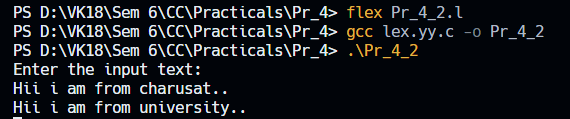 PS D:\VK18\Sem 6\CC\Practicals\Pr_4> flex Pr_4_2.l
PS D:\VK18\Sem 6\CC\Practicals\Pr_4> gcc lex.yy.c -o Pr_4_2
PS D:\VK18\Sem 6\CC\Practicals\Pr_4> .\Pr_4_2
Enter the input text:
Hii i am from charusat..
Hii i am from university..